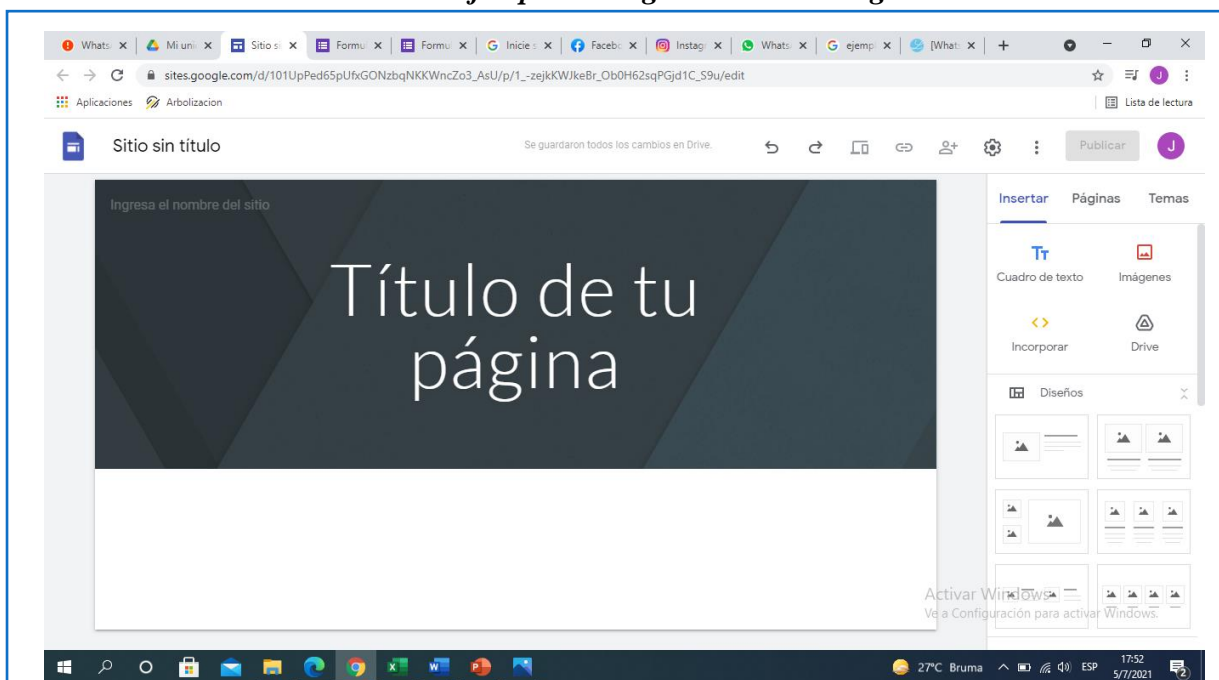 Whats
Mi uni
Sitio si
Formu
Formu
Inicie s
Facebo
Instagr
Whats
ejemp
[What
sites.google.com/d/101UpPed65pUfxGONzbqNKKWncZo3_AsU/p/1_-zejkKWJkeBr_Ob0H62sqPGjd1C_S9u/edit
Aplicaciones
Arbolizacion
Lista de lectura
Sitio sin título
Se guardaron todos los cambios en Drive.
Publicar
J
Ingresa el nombre del sitio
Título de tu
página
Insertar Páginas Temas
Cuadro de texto Imágenes
Incorporar Drive
Diseños
Activar Windows
Ve a Configuración para activar Windows.
27°C Bruma
ESP
17:52
5/7/2021